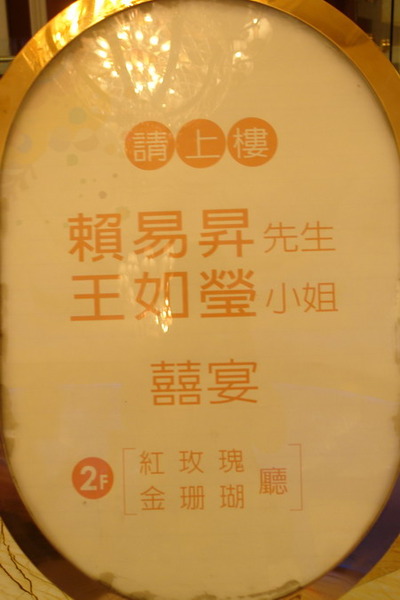 請上樓
賴易昇先生
王如瑩小姐
囍宴
2F 紅玫瑰
金珊瑚 廳